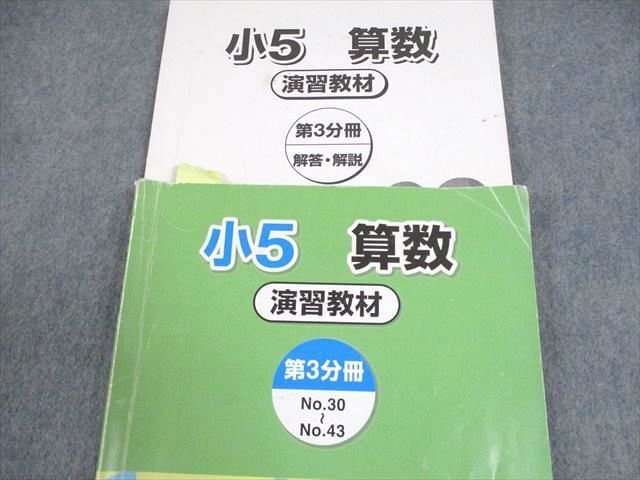 小5 算数
演習教材
第3分冊
解答・解説
小5 算数
演習教材
第3分冊
No.30
~
No.43